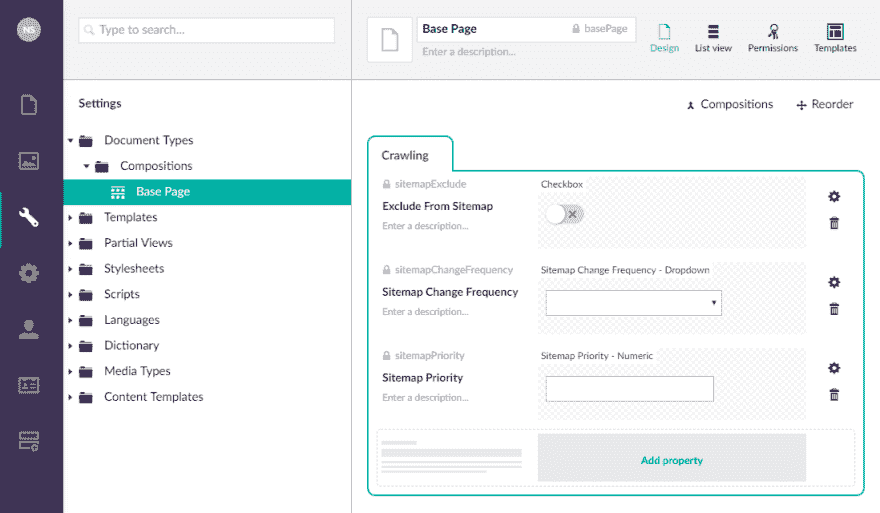 NS
Type to search...
Base Page
basePage
Enter a description...
Design
List view
Permissions
Templates
Settings
Document Types
Compositions
Base Page
Templates
Partial Views
Stylesheets
Scripts
Languages
Dictionary
Media Types
Content Templates
Compositions
Reorder
Crawling
sitemapExclude
Exclude From Sitemap
Enter a description...
Checkbox
sitemapChangeFrequency
Sitemap Change Frequency
Enter a description...
Sitemap Change Frequency - Dropdown
sitemapPriority
Sitemap Priority
Enter a description...
Sitemap Priority - Numeric
Add property